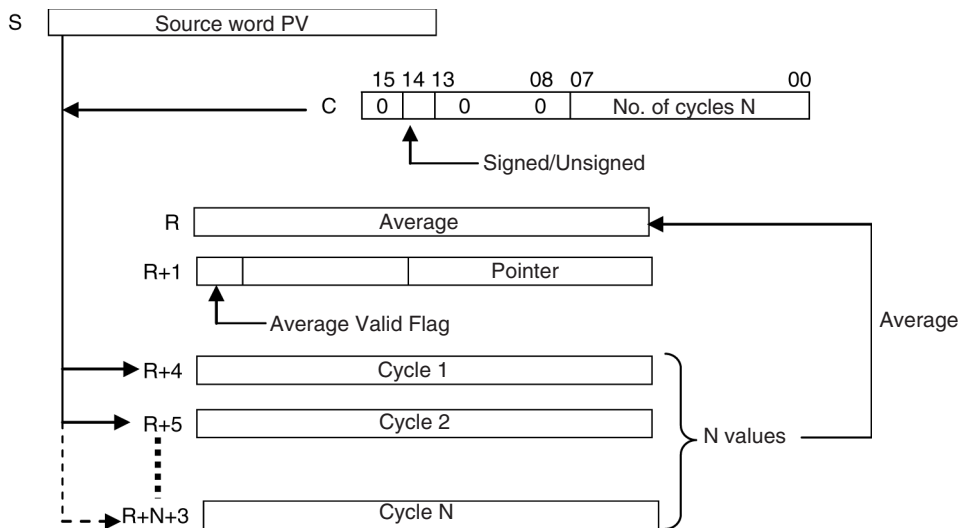 S Source word PV
15 14 13 08 07 00
C 0 0 0 No. of cycles N
Signed/Unsigned
R Average
R+1 Pointer
Average Valid Flag
Average
R+4 Cycle 1
R+5 Cycle 2
N values
R+N+3 Cycle N